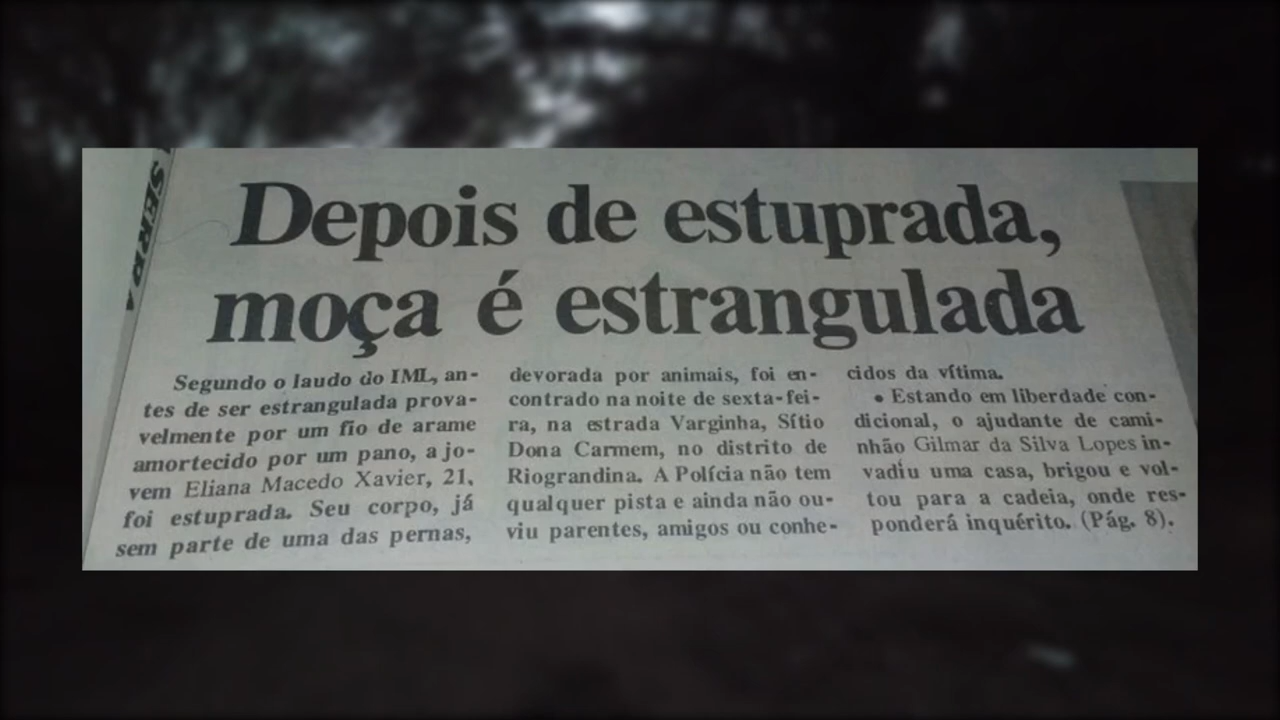 SERRA
Depois de estuprada,
moça é estrangulada
Segundo o laudo do IML, an-
tes de ser estrangulada prova-
velmente por um fio de arame
amortecido por um pano, a jo-
vem Eliana Macedo Xavier, 21,
foi estuprada. Seu corpo, já
sem parte de uma das pernas,
devorada por animais, foi en-
contrado na noite de sexta-fei-
ra, na estrada Varginha, Sítio
Dona Carmem, no distrito de
Riograndina. A Polícia não tem
qualquer pista e ainda não ou-
viu parentes, amigos ou conhe-
cidos da vítima.
• Estando em liberdade con-
dicional, o ajudante de cami-
nhão Gilmar da Silva Lopes in-
vadiu uma casa, brigou e vol-
tou para a cadeia, onde res-
ponderá inquérito. (Pág. 8).